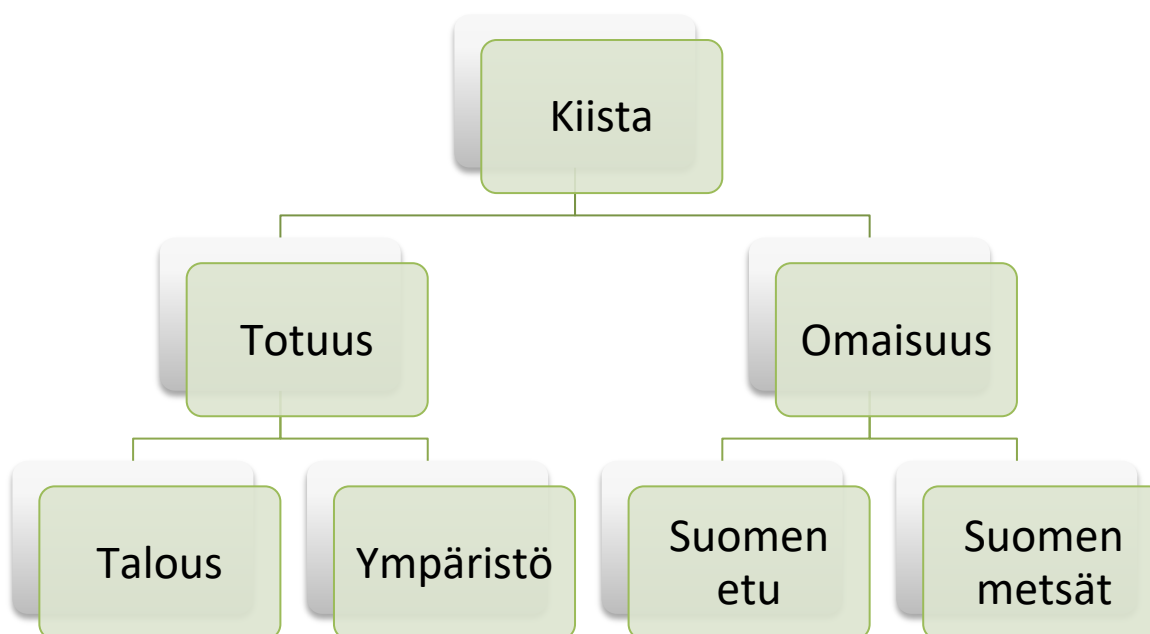 Kiista
Totuus
Omaisuus
Talous
Ympäristö
Suomen
etu
Suomen
metsät